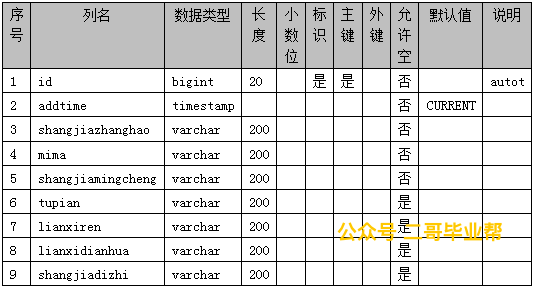 序号 列名 数据类型 长度 小数位 标识 主键 外键 允许空 默认值 说明
1 id bigint 20 是 是 否 autot
2 addtime timestamp 否 CURRENT
3 shangjiazhanghao varchar 200 否
4 mima varchar 200 否
5 shangjiamingcheng varchar 200 否
6 tupian varchar 200 是
7 lianxiren varchar 200 是
公众号 二哥毕业帮
8 lianxidianhua varchar 200 是
9 shangjiadizhi varchar 200 是